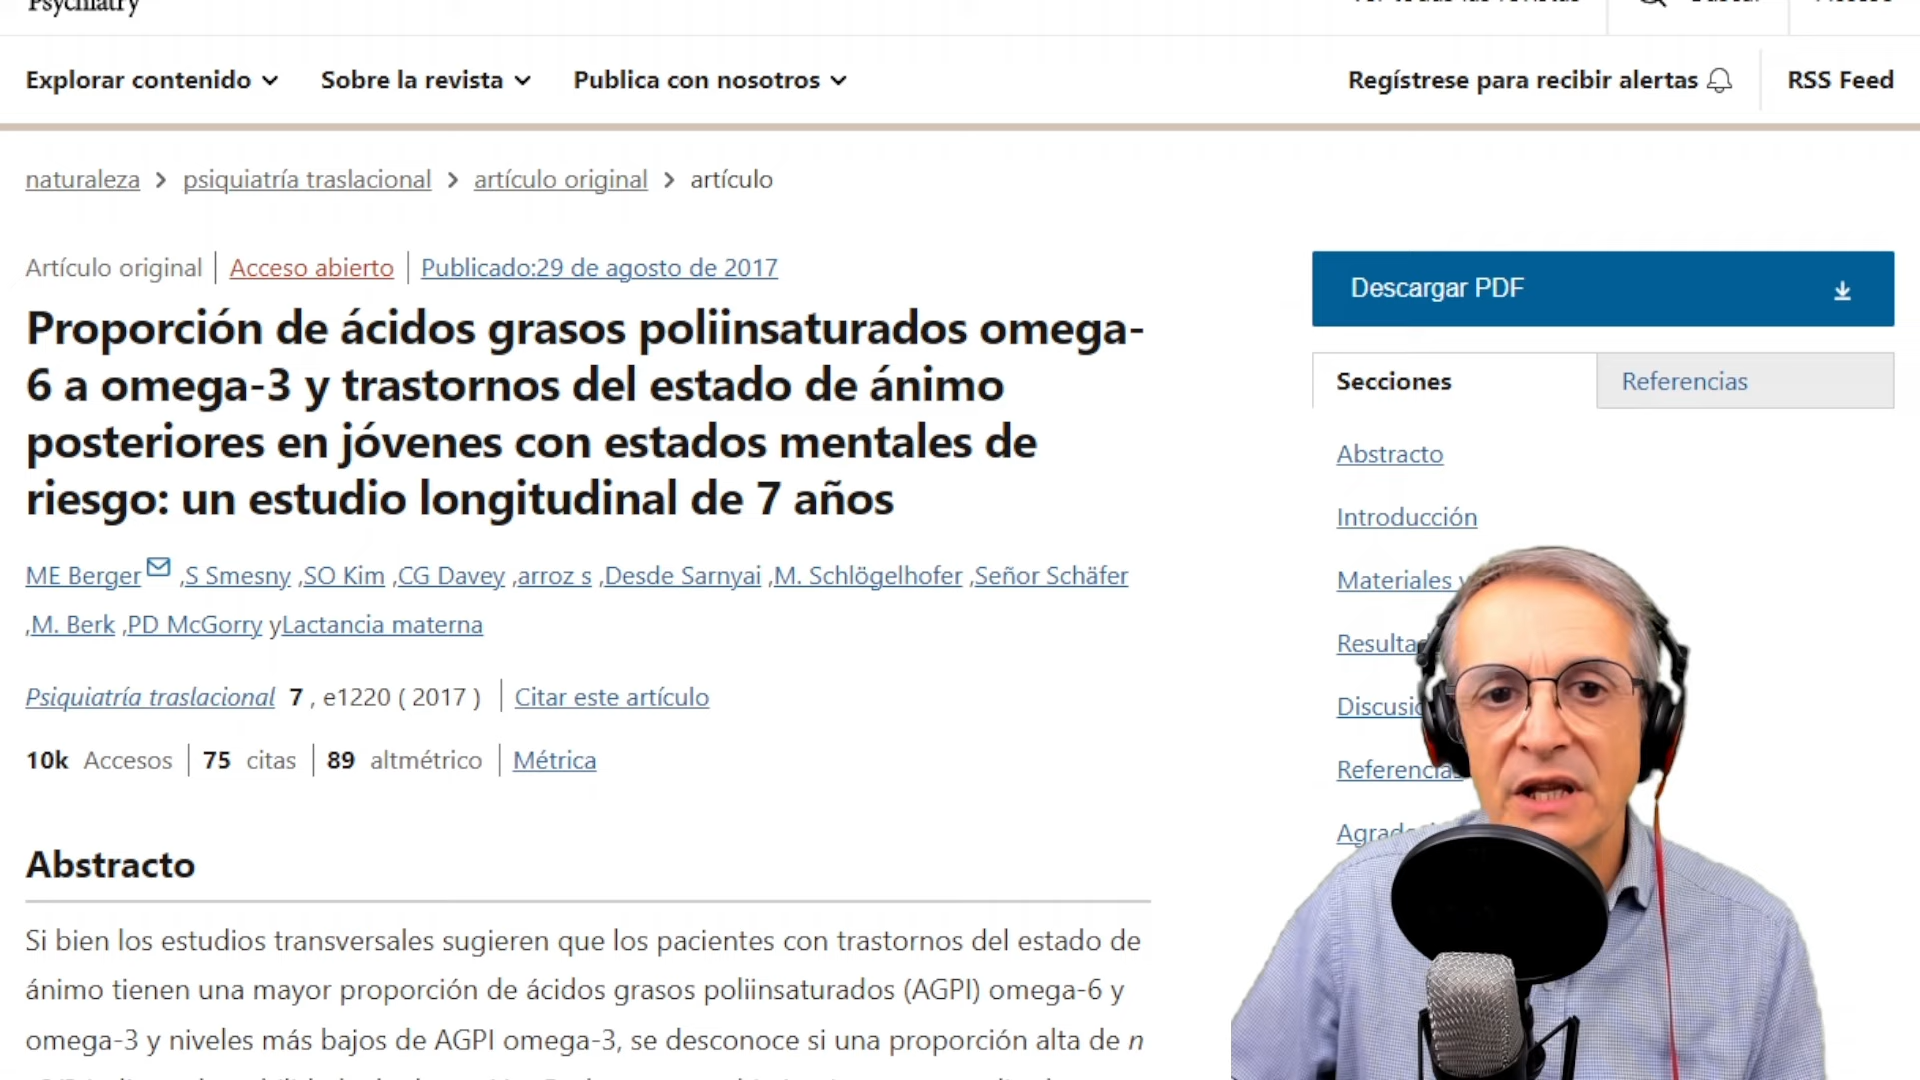 Psychiatry
Explorar contenido Sobre la revista Publica con nosotros Regístrese para recibir alertas RSS Feed
naturaleza > psiquiatría traslacional > artículo original > artículo
Artículo original | Acceso abierto | Publicado:29 de agosto de 2017
Proporción de ácidos grasos poliinsaturados omega-
6 a omega-3 y trastornos del estado de ánimo
posteriores en jóvenes con estados mentales de
riesgo: un estudio longitudinal de 7 años
ME Berger ,S Smesny ,SO Kim ,CG Davey ,arroz s ,Desde Sarnyai ,M. Schlögelhofer ,Señor Schäfer
,M. Berk ,PD McGorry yLactancia materna
Psiquiatría traslacional 7 , e1220 ( 2017 ) | Citar este artículo
10k Accesos | 75 citas | 89 altmétrico | Métrica
Abstracto
Si bien los estudios transversales sugieren que los pacientes con trastornos del estado de
ánimo tienen una mayor proporción de ácidos grasos poliinsaturados (AGPI) omega-6 y
omega-3 y niveles más bajos de AGPI omega-3, se desconoce si una proporción alta de n
Descargar PDF
Secciones Referencias
Abstracto
Introducción
Materiales
Referencias